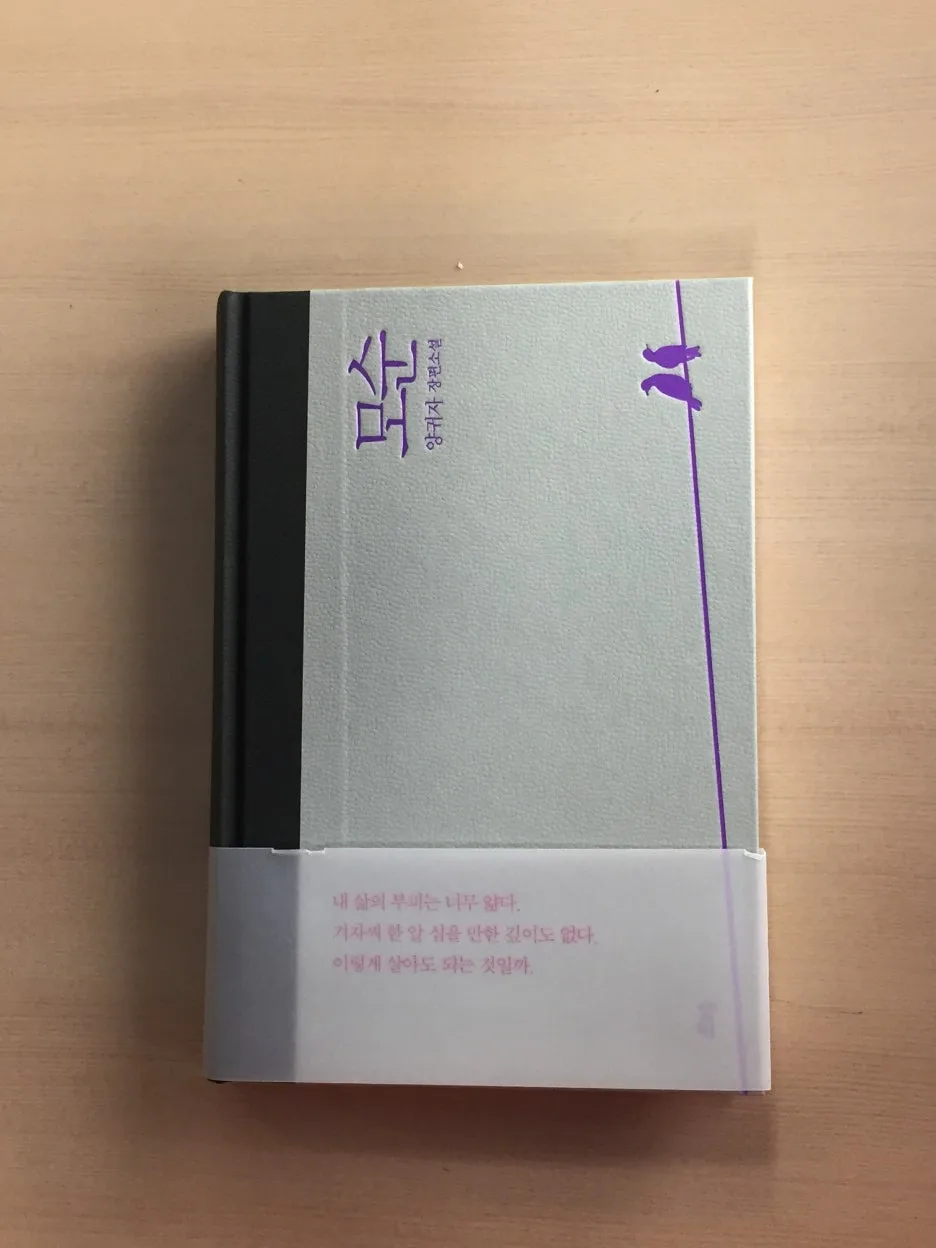 모순
양귀자 장편소설
내 삶의 부피는 너무 얇다.
겨자씨 한 알 심을 만한 깊이도 없다.
이렇게 살아도 되는 것일까.